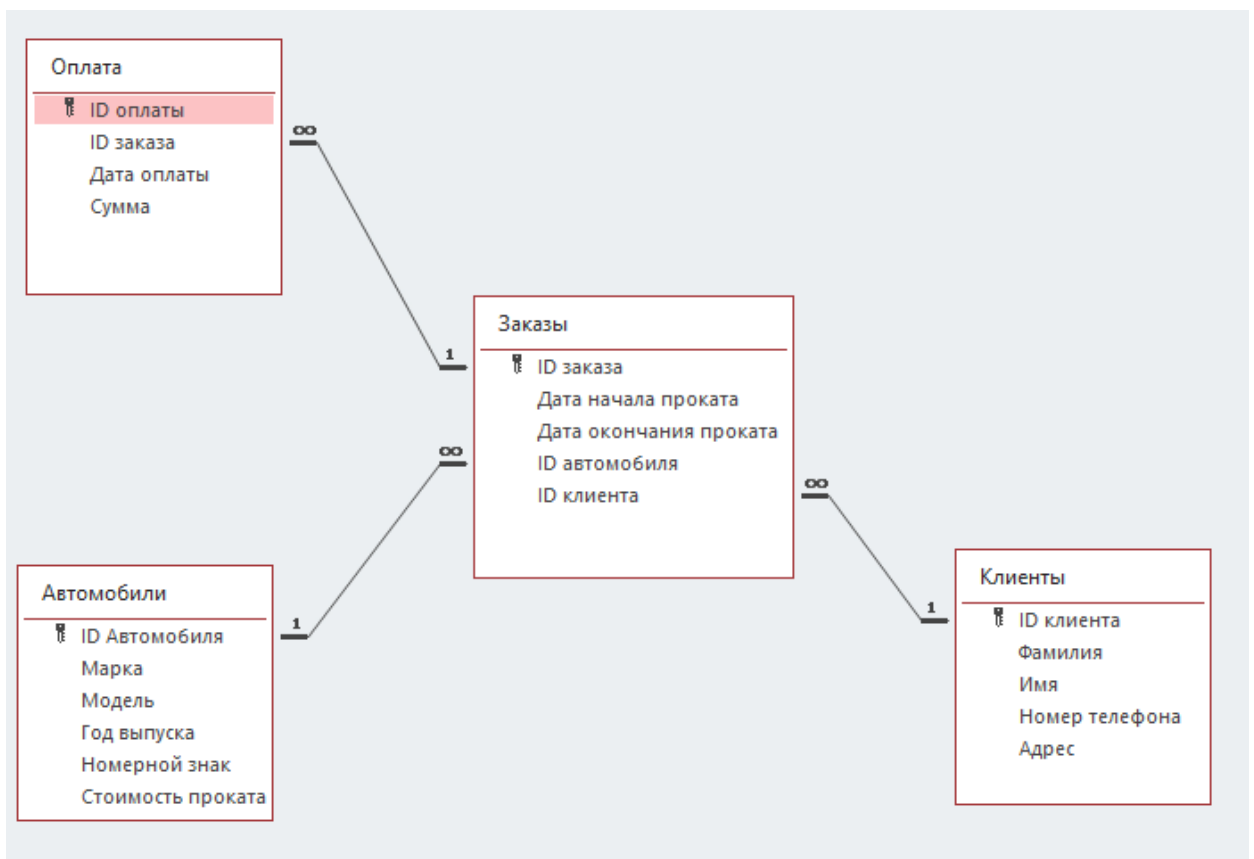 Оплата
ID оплаты
ID заказа
Дата оплаты
Сумма
∞
1
Заказы
ID заказа
Дата начала проката
Дата окончания проката
ID автомобиля
ID клиента
∞
1
Автомобили
ID Автомобиля
Марка
Модель
Год выпуска
Номерной знак
Стоимость проката
∞
1
Клиенты
ID клиента
Фамилия
Имя
Номер телефона
Адрес